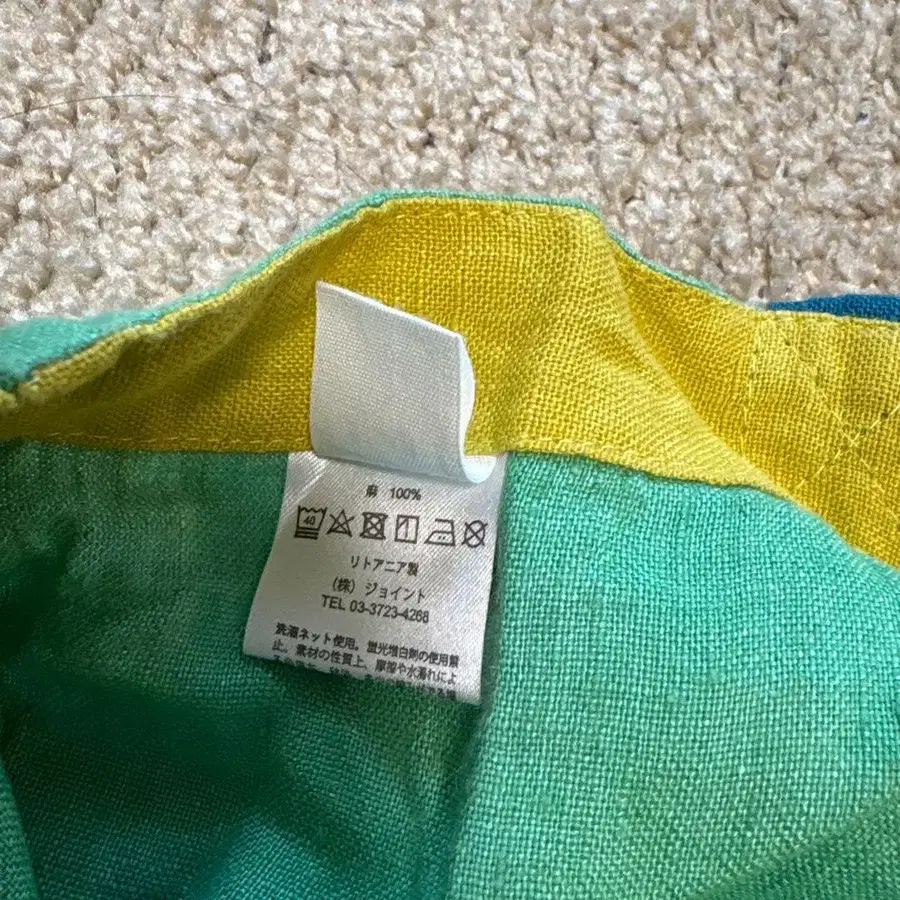 麻 100%
40
リトアニア製
(株) ジョイント
TEL 03-3723-4268
洗濯ネット使用。蛍光増白剤の使用禁
止。素材の性質上、摩擦や水濡れによ